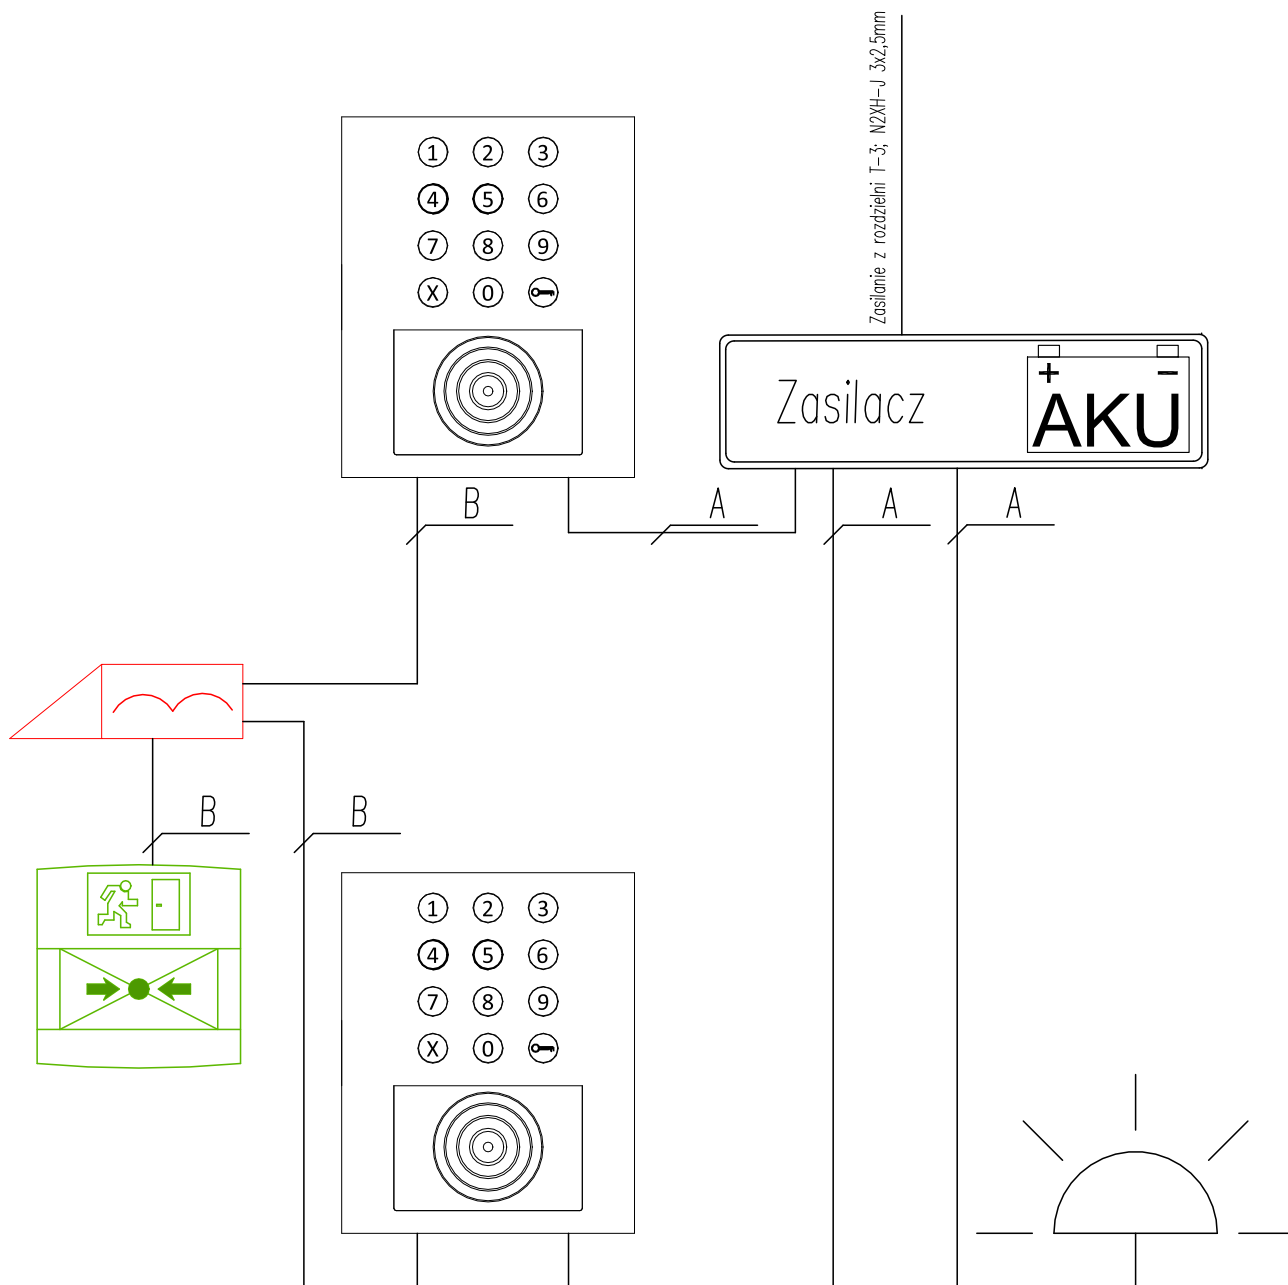 Zasilanie z rozdzielni T-3; N2XH-J 3x2,5mm
1 2 3
4 5 6
7 8 9
X 0
Zasilacz
+ −
AKU
B
A
A
A
B
B
1 2 3
4 5 6
7 8 9
X 0